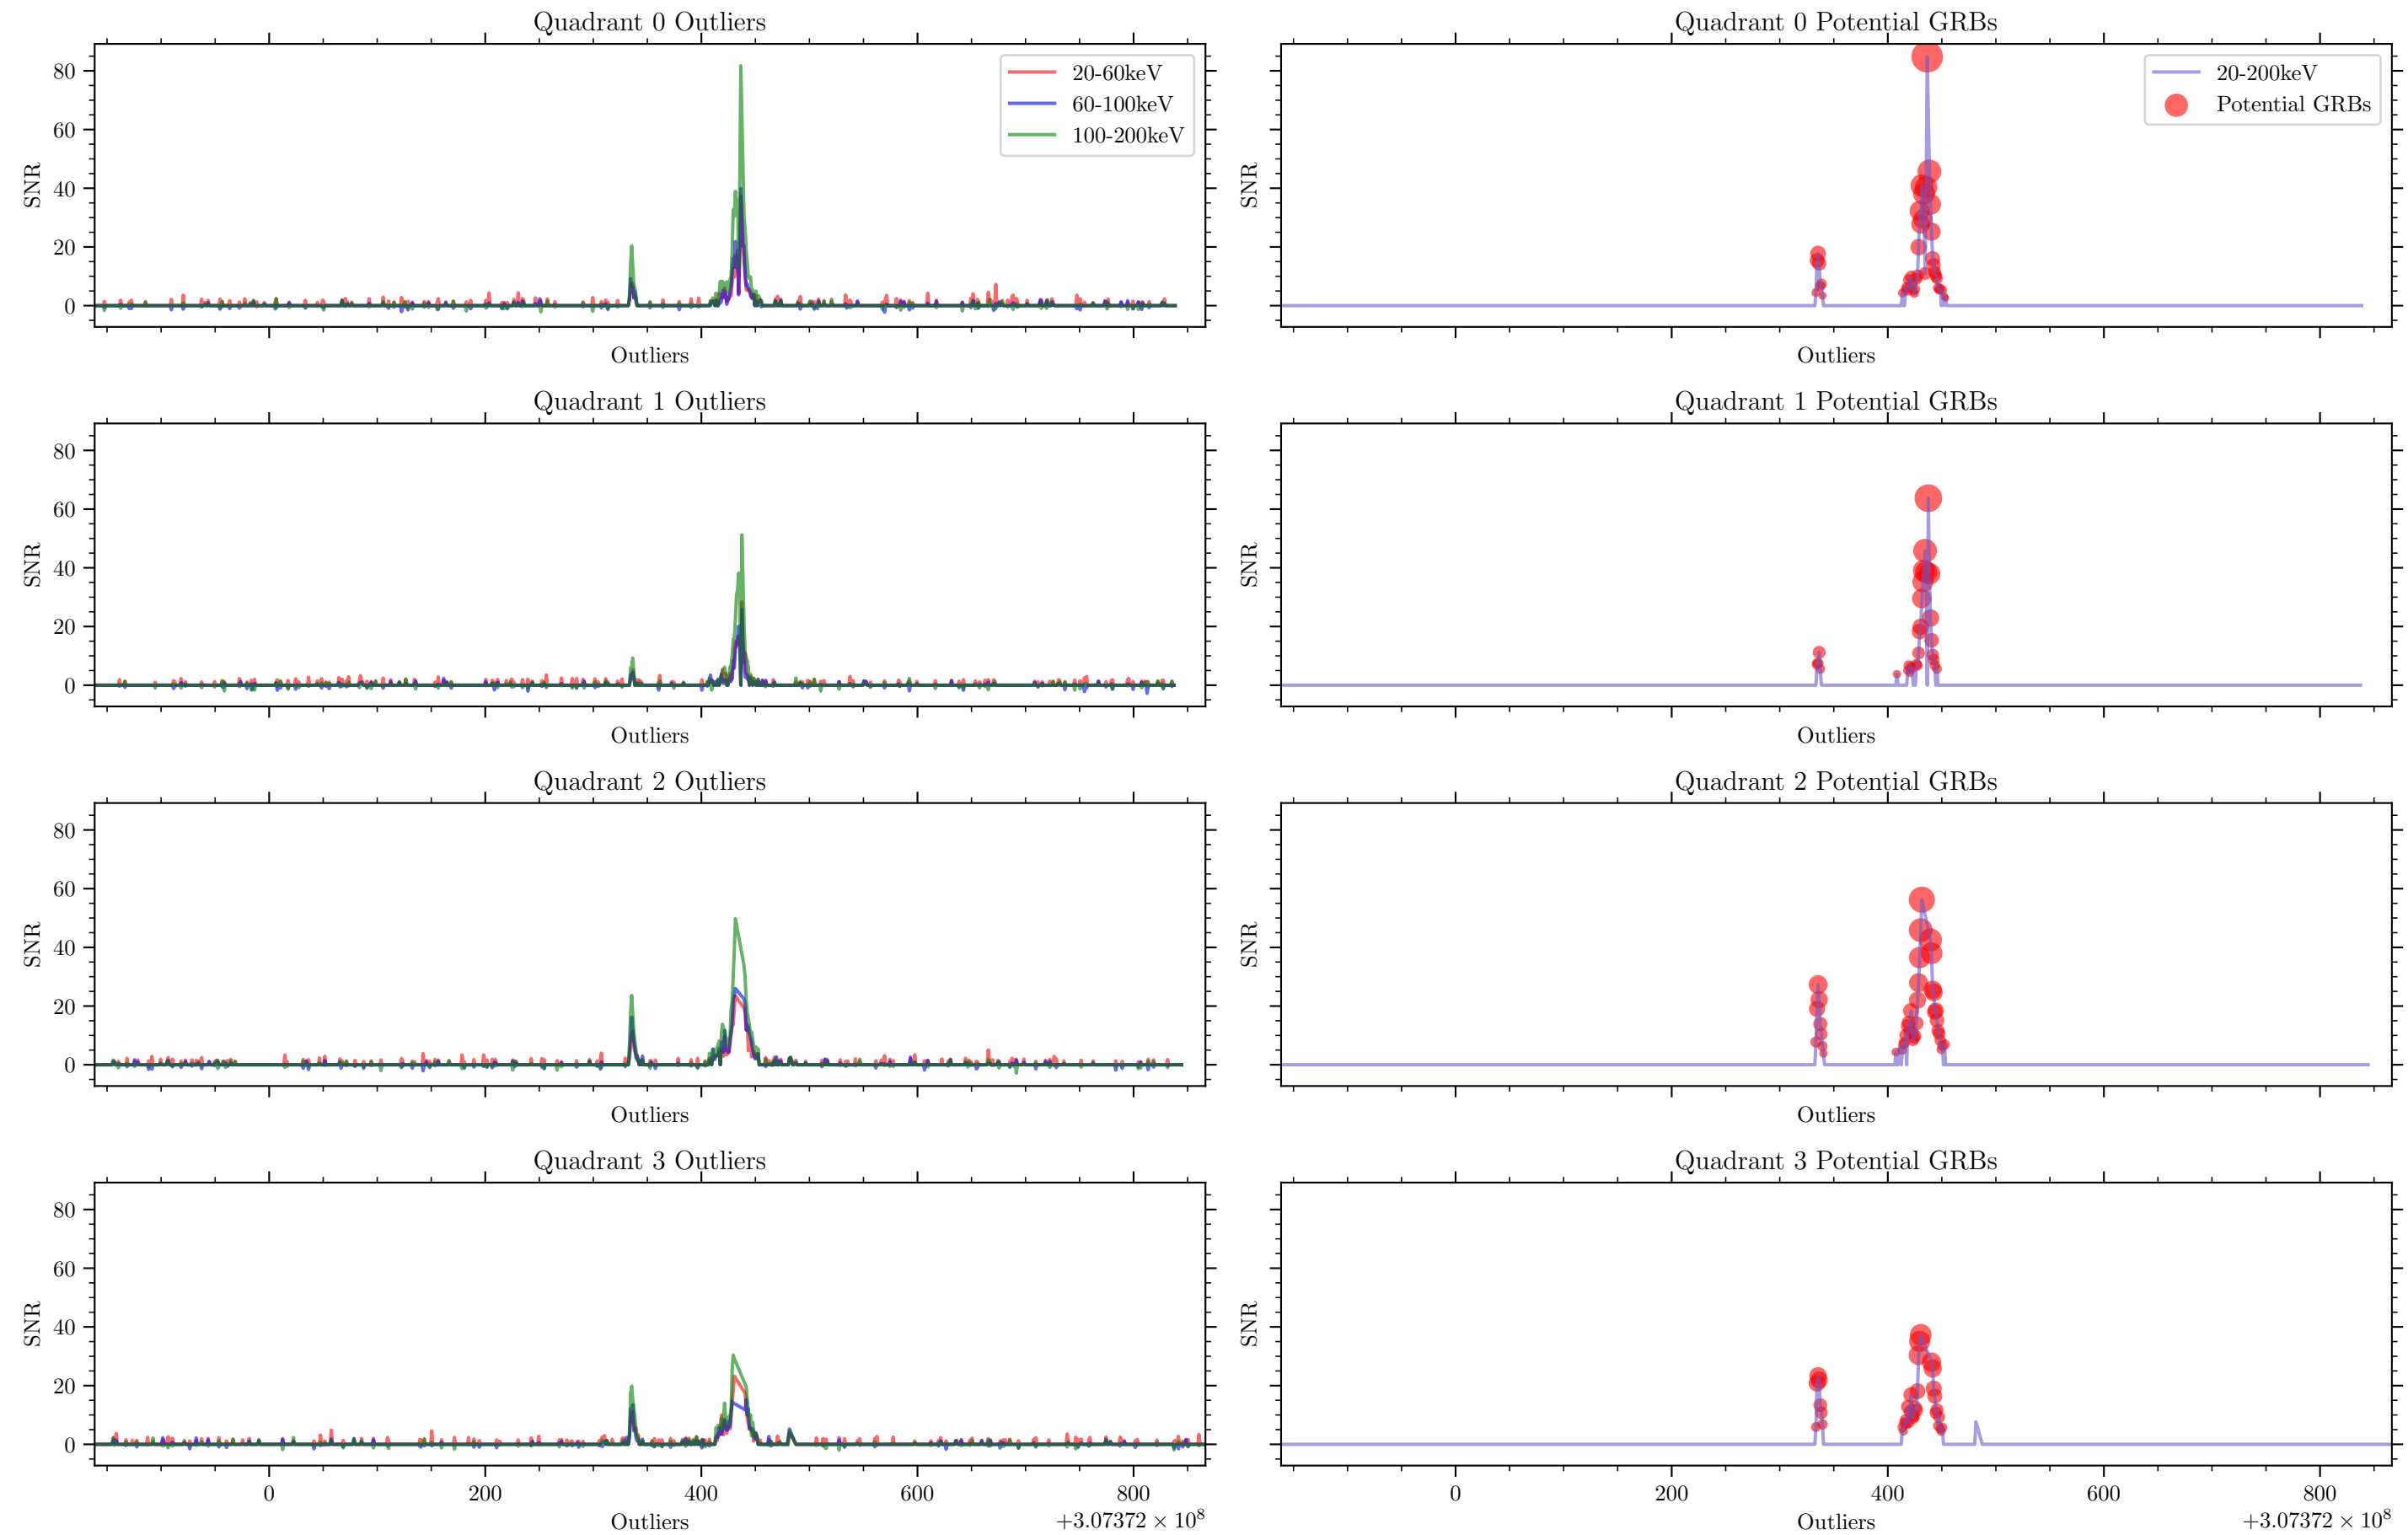 Quadrant 0 Outliers
80
60
40
20
0
SNR
20-60keV
60-100keV
100-200keV
Outliers
Quadrant 0 Potential GRBs
SNR
20-200keV
Potential GRBs
Outliers
Quadrant 1 Outliers
80
60
40
20
0
SNR
Outliers
Quadrant 1 Potential GRBs
SNR
Outliers
Quadrant 2 Outliers
80
60
40
20
0
SNR
Outliers
Quadrant 2 Potential GRBs
SNR
Outliers
Quadrant 3 Outliers
80
60
40
20
0
SNR
0 200 400 600 800
Outliers
+3.07372 × 10⁸
Quadrant 3 Potential GRBs
SNR
0 200 400 600 800
Outliers
+3.07372 × 10⁸